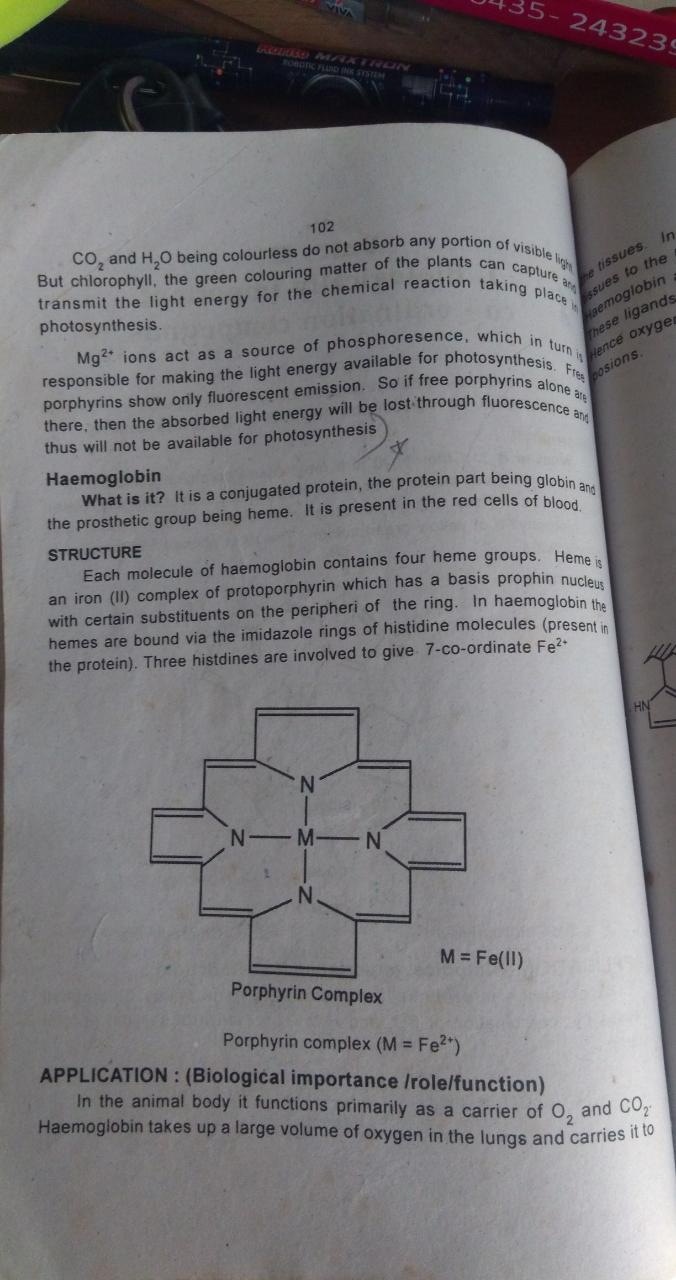 VIVA
0435- 243239
Rorito MAXTRON
ROBOTIC FLUID INK SYSTEM
102
CO₂ and H₂O being colourless do not absorb any portion of visible light
But chlorophyll, the green colouring matter of the plants can capture and
transmit the light energy for the chemical reaction taking place in
photosynthesis.
Mg²⁺ ions act as a source of phosphoresence, which in turn is
responsible for making the light energy available for photosynthesis. Free
porphyrins show only fluorescent emission. So if free porphyrins alone are
there, then the absorbed light energy will be lost through fluorescence and
thus will not be available for photosynthesis
Haemoglobin
What is it? It is a conjugated protein, the protein part being globin and
the prosthetic group being heme. It is present in the red cells of blood.
STRUCTURE
Each molecule of haemoglobin contains four heme groups. Heme is
an iron (II) complex of protoporphyrin which has a basis prophin nucleus
with certain substituents on the peripheri of the ring. In haemoglobin the
hemes are bound via the imidazole rings of histidine molecules (present in
the protein). Three histdines are involved to give 7-co-ordinate Fe²⁺
N
N M N
N
M = Fe(II)
Porphyrin Complex
Porphyrin complex (M = Fe²⁺)
APPLICATION : (Biological importance /role/function)
In the animal body it functions primarily as a carrier of O₂ and CO₂.
Haemoglobin takes up a large volume of oxygen in the lungs and carries it to
tissues. In
to the
Haemoglobin
These ligands
Hence oxygen
HN